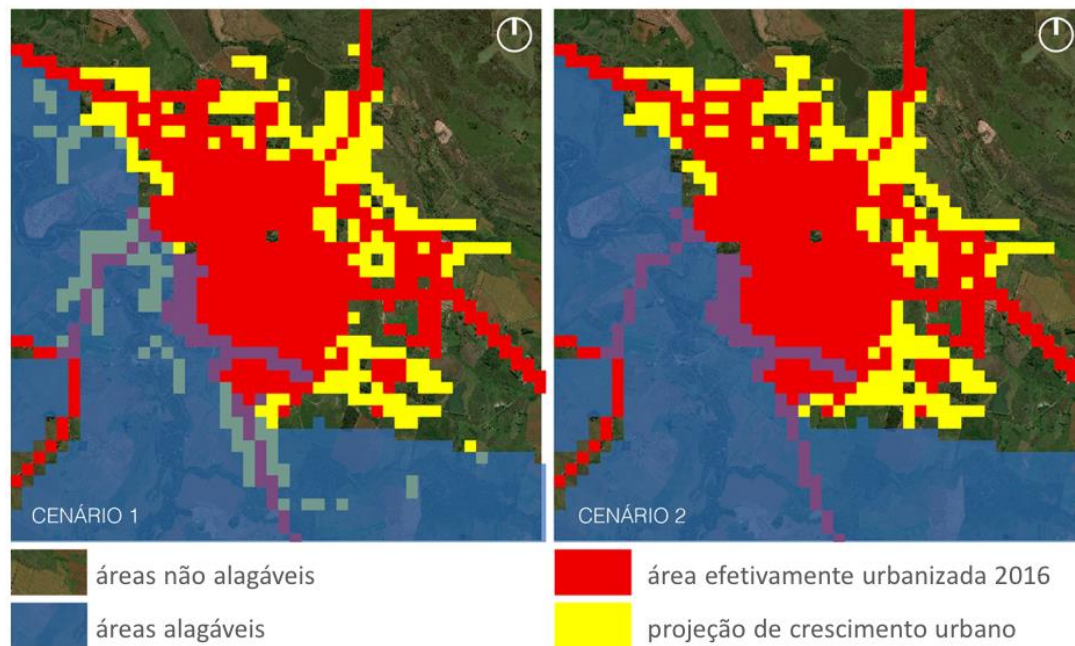 CENÁRIO 1
CENÁRIO 2
áreas não alagáveis
área efetivamente urbanizada 2016
áreas alagáveis
projeção de crescimento urbano